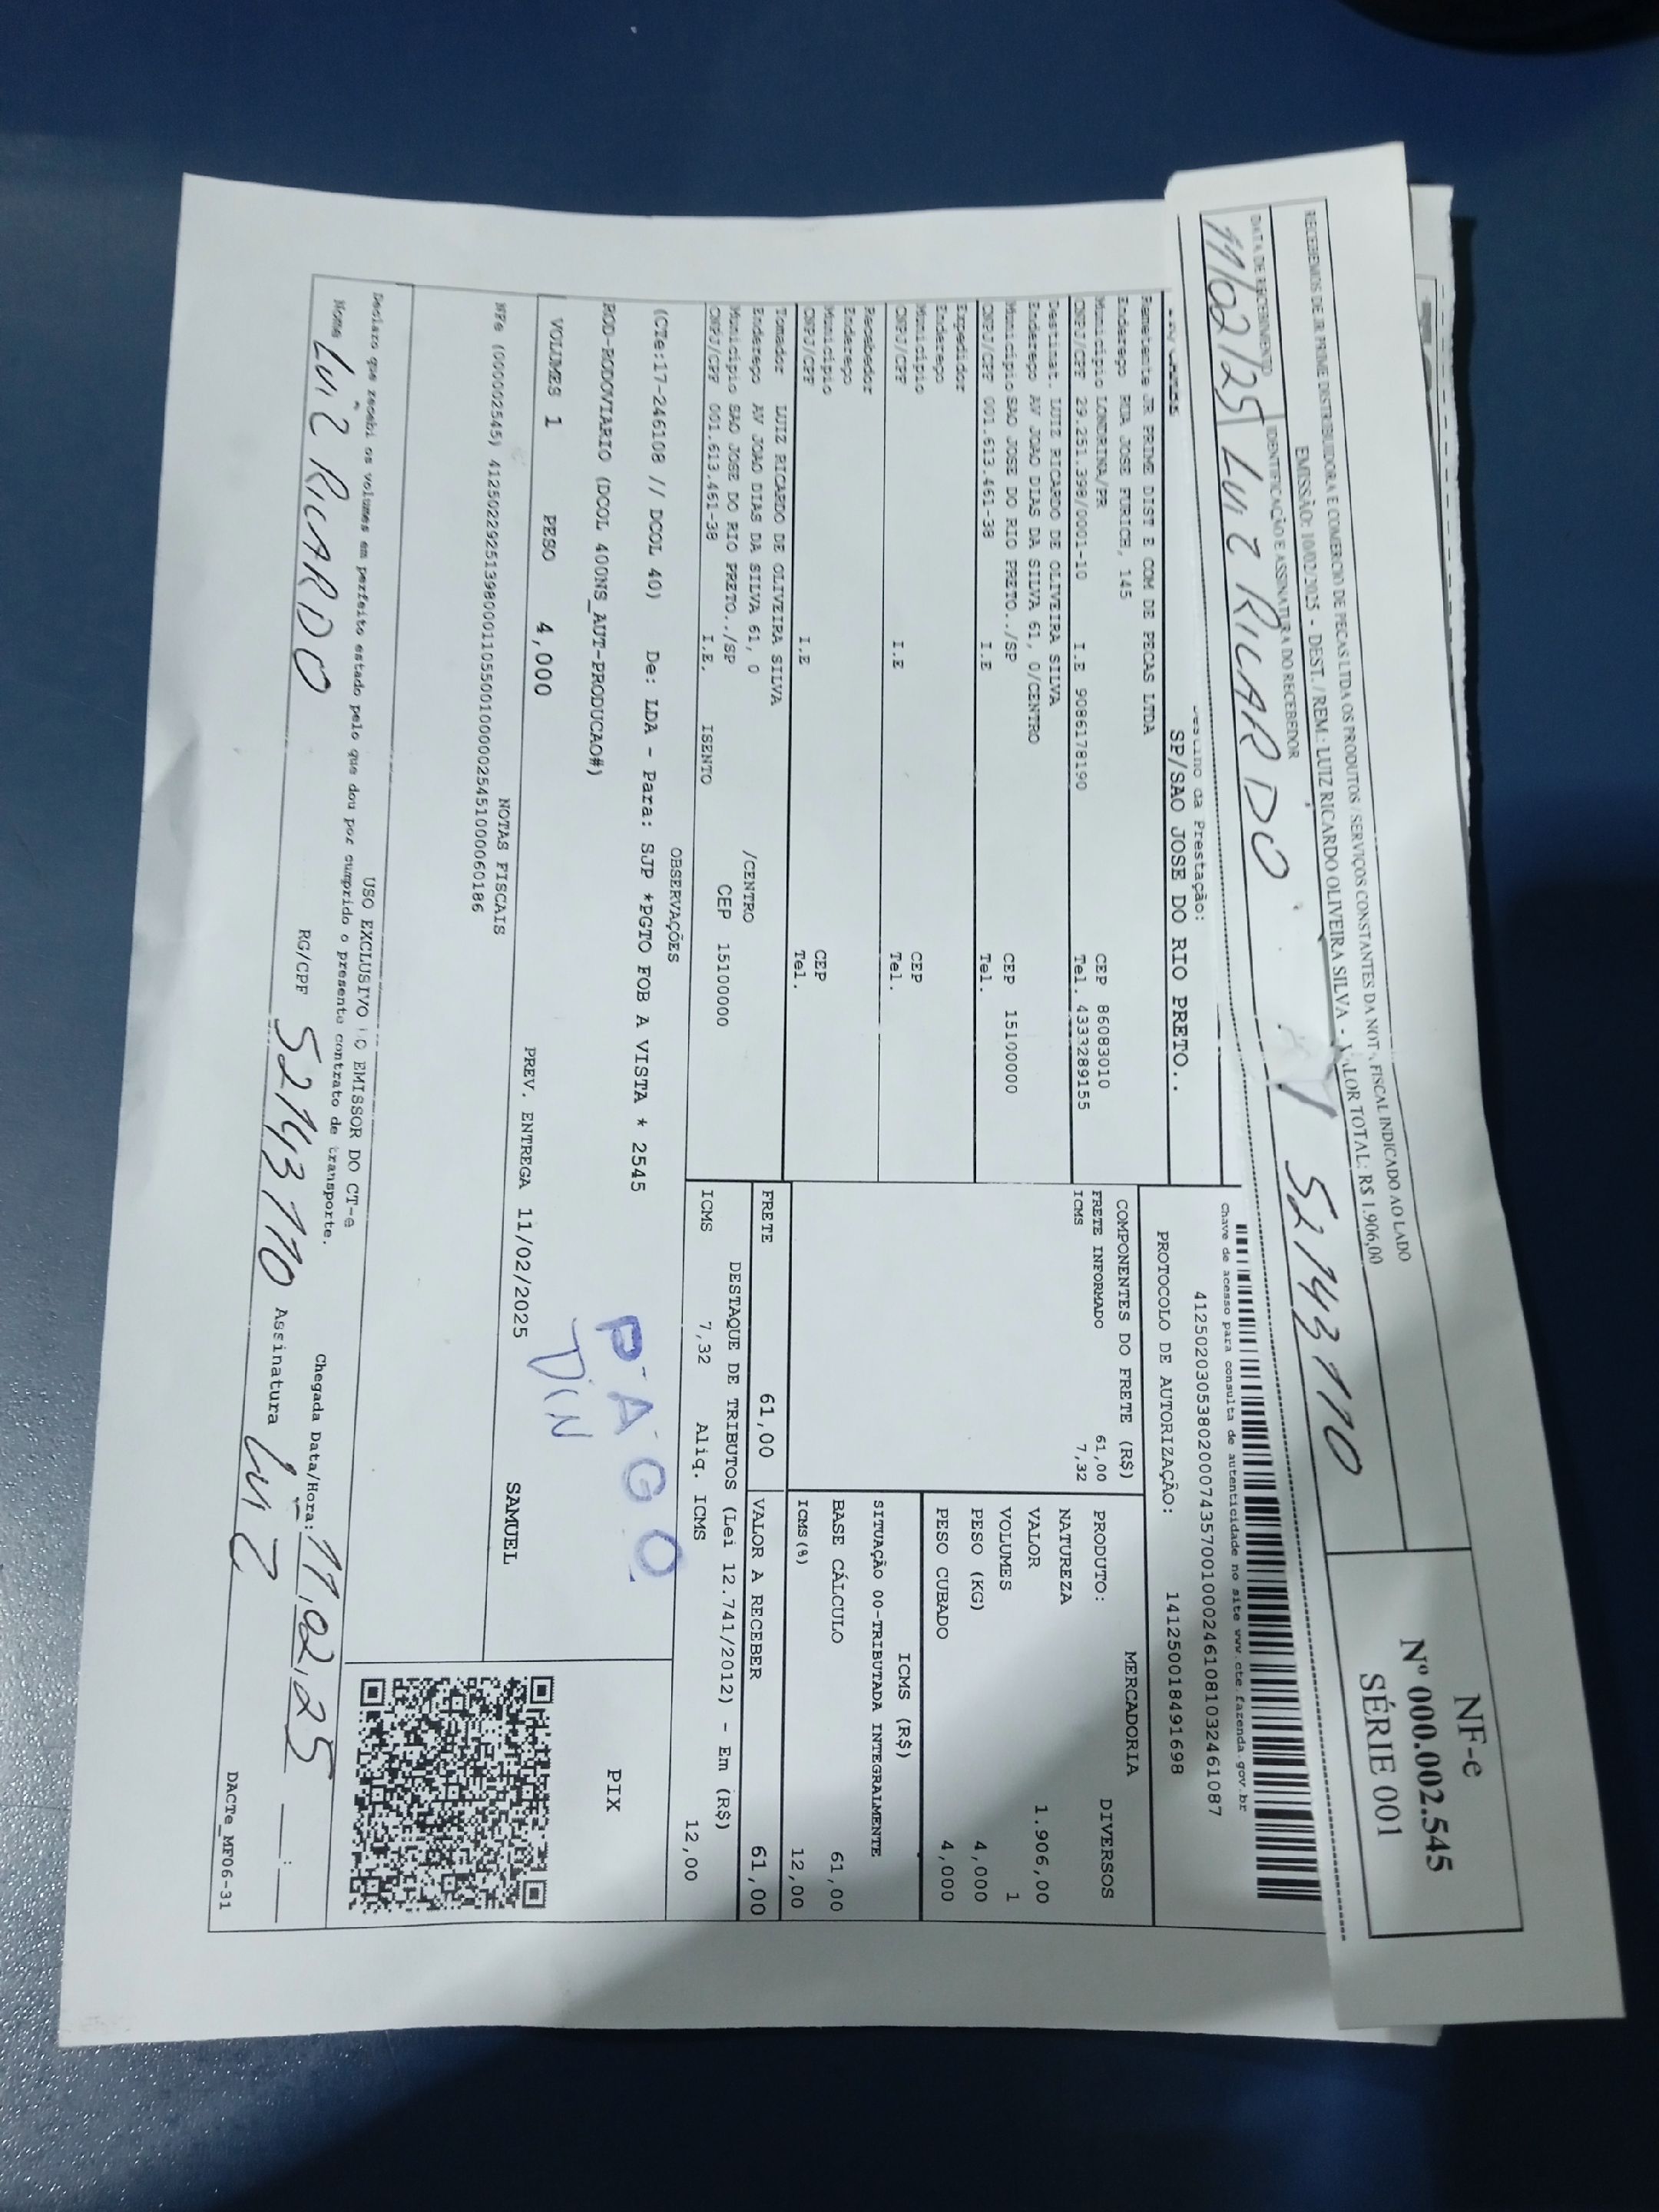 RECEBEMOS DE JR PRIME DISTRIBUIDORA E COMERCIO DE PECAS LTDA OS PRODUTOS / SERVIÇOS CONSTANTES DA NOTA FISCAL INDICADO AO LADO
EMISSÃO: 10/02/2025 - DEST. / REM.: LUIZ RICARDO OLIVEIRA SILVA - VALOR TOTAL: R$ 1.906,00
NF-e
Nº 000.002.545
SÉRIE 001
DATA DE RECEBIMENTO
IDENTIFICAÇÃO E ASSINATURA DO RECEBEDOR
11/02/25 LUIZ RICARDO 52143110
Chave de acesso para consulta de autenticidade no site www.cte.fazenda.gov.br
41250203053802000743570010002461081032461087
Destino da Prestação:
SP/SAO JOSE DO RIO PRETO..
PROTOCOLO DE AUTORIZAÇÃO: 141250018491698
Remetente JR PRIME DIST E COM DE PECAS LTDA
Endereço RUA JOSE FURICE, 145
Município LONDRINA/PR CEP 86083010
CNPJ/CPF 29.251.398/0001-10 I.E 9086178190 Tel. 4333289155
Destinat. LUIZ RICARDO DE OLIVEIRA SILVA
Endereço AV JOAO DIAS DA SILVA 61, 0/CENTRO
Município SAO JOSE DO RIO PRETO../SP CEP 15100000
CNPJ/CPF 001.613.461-38 I.E Tel.
Expedidor
Endereço
Município CEP
CNPJ/CPF I.E Tel.
Recebedor
Endereço
Município CEP
CNPJ/CPF I.E Tel.
Tomador LUIZ RICARDO DE OLIVEIRA SILVA
Endereço AV JOAO DIAS DA SILVA 61, 0 /CENTRO
Município SAO JOSE DO RIO PRETO../SP CEP 15100000
CNPJ/CPF 001.613.461-38 I.E. ISENTO
COMPONENTES DO FRETE (R$)
FRETE INFORMADO 61,00
ICMS 7,32
MERCADORIA
PRODUTO: DIVERSOS
NATUREZA
VALOR 1.906,00
VOLUMES 1
PESO (KG) 4,000
PESO CUBADO 4,000
ICMS (R$)
SITUAÇÃO 00-TRIBUTADA INTEGRALMENTE
BASE CÁLCULO 61,00
ICMS (%) 12,00
FRETE 61,00 VALOR A RECEBER 61,00
DESTAQUE DE TRIBUTOS (Lei 12.741/2012) - Em (R$)
ICMS 7,32 Aliq. ICMS 12,00
OBSERVAÇÕES
(CTe:17-246108 // DCOL 40) De: LDA - Para: SJP *PGTO FOB A VISTA * 2545
ROD-RODOVIARIO (DCOL 400NS_AUT-PRODUCAO#)
PAGO
DIN
PIX
VOLUMES 1 PESO 4,000 PREV. ENTREGA 11/02/2025 SAMUEL
NOTAS FISCAIS
NFe (00002545) 41250229251398000110550010000025451000060186
USO EXCLUSIVO DO EMISSOR DO CT-e
Declaro que recebi os volumes em perfeito estado pelo que dou por cumprido o presente contrato de transporte.
Chegada Data/Hora: 11,02,25 __:__
Nome LUIZ RICARDO RG/CPF 52143110 Assinatura LUIZ
DACTe_MF06-31